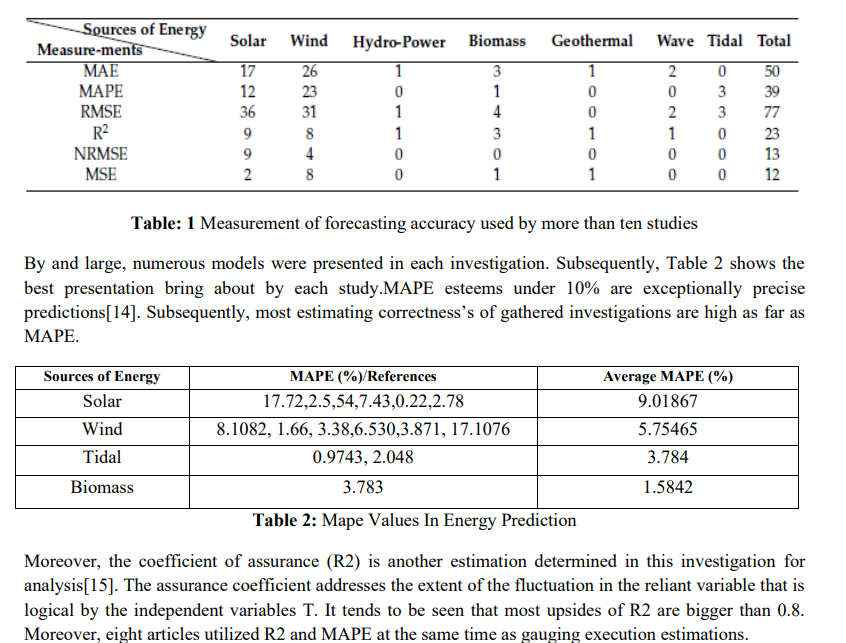 Sources of Energy Solar Wind Hydro-Power Biomass Geothermal Wave Tidal Total
Measure-ments
MAE 17 26 1 3 1 2 0 50
MAPE 12 23 0 1 0 0 3 39
RMSE 36 31 1 4 0 2 3 77
R² 9 8 1 3 1 1 0 23
NRMSE 9 4 0 0 0 0 0 13
MSE 2 8 0 1 1 0 0 12
Table: 1 Measurement of forecasting accuracy used by more than ten studies
By and large, numerous models were presented in each investigation. Subsequently, Table 2 shows the
best presentation bring about by each study.MAPE esteems under 10% are exceptionally precise
predictions[14]. Subsequently, most estimating correctness's of gathered investigations are high as far as
MAPE.
Sources of Energy MAPE (%)/References Average MAPE (%)
Solar 17.72,2.5,54,7.43,0.22,2.78 9.01867
Wind 8.1082, 1.66, 3.38,6.530,3.871, 17.1076 5.75465
Tidal 0.9743, 2.048 3.784
Biomass 3.783 1.5842
Table 2: Mape Values In Energy Prediction
Moreover, the coefficient of assurance (R2) is another estimation determined in this investigation for
analysis[15]. The assurance coefficient addresses the extent of the fluctuation in the reliant variable that is
logical by the independent variables T. It tends to be seen that most upsides of R2 are bigger than 0.8.
Moreover, eight articles utilized R2 and MAPE at the same time as gauging execution estimations.